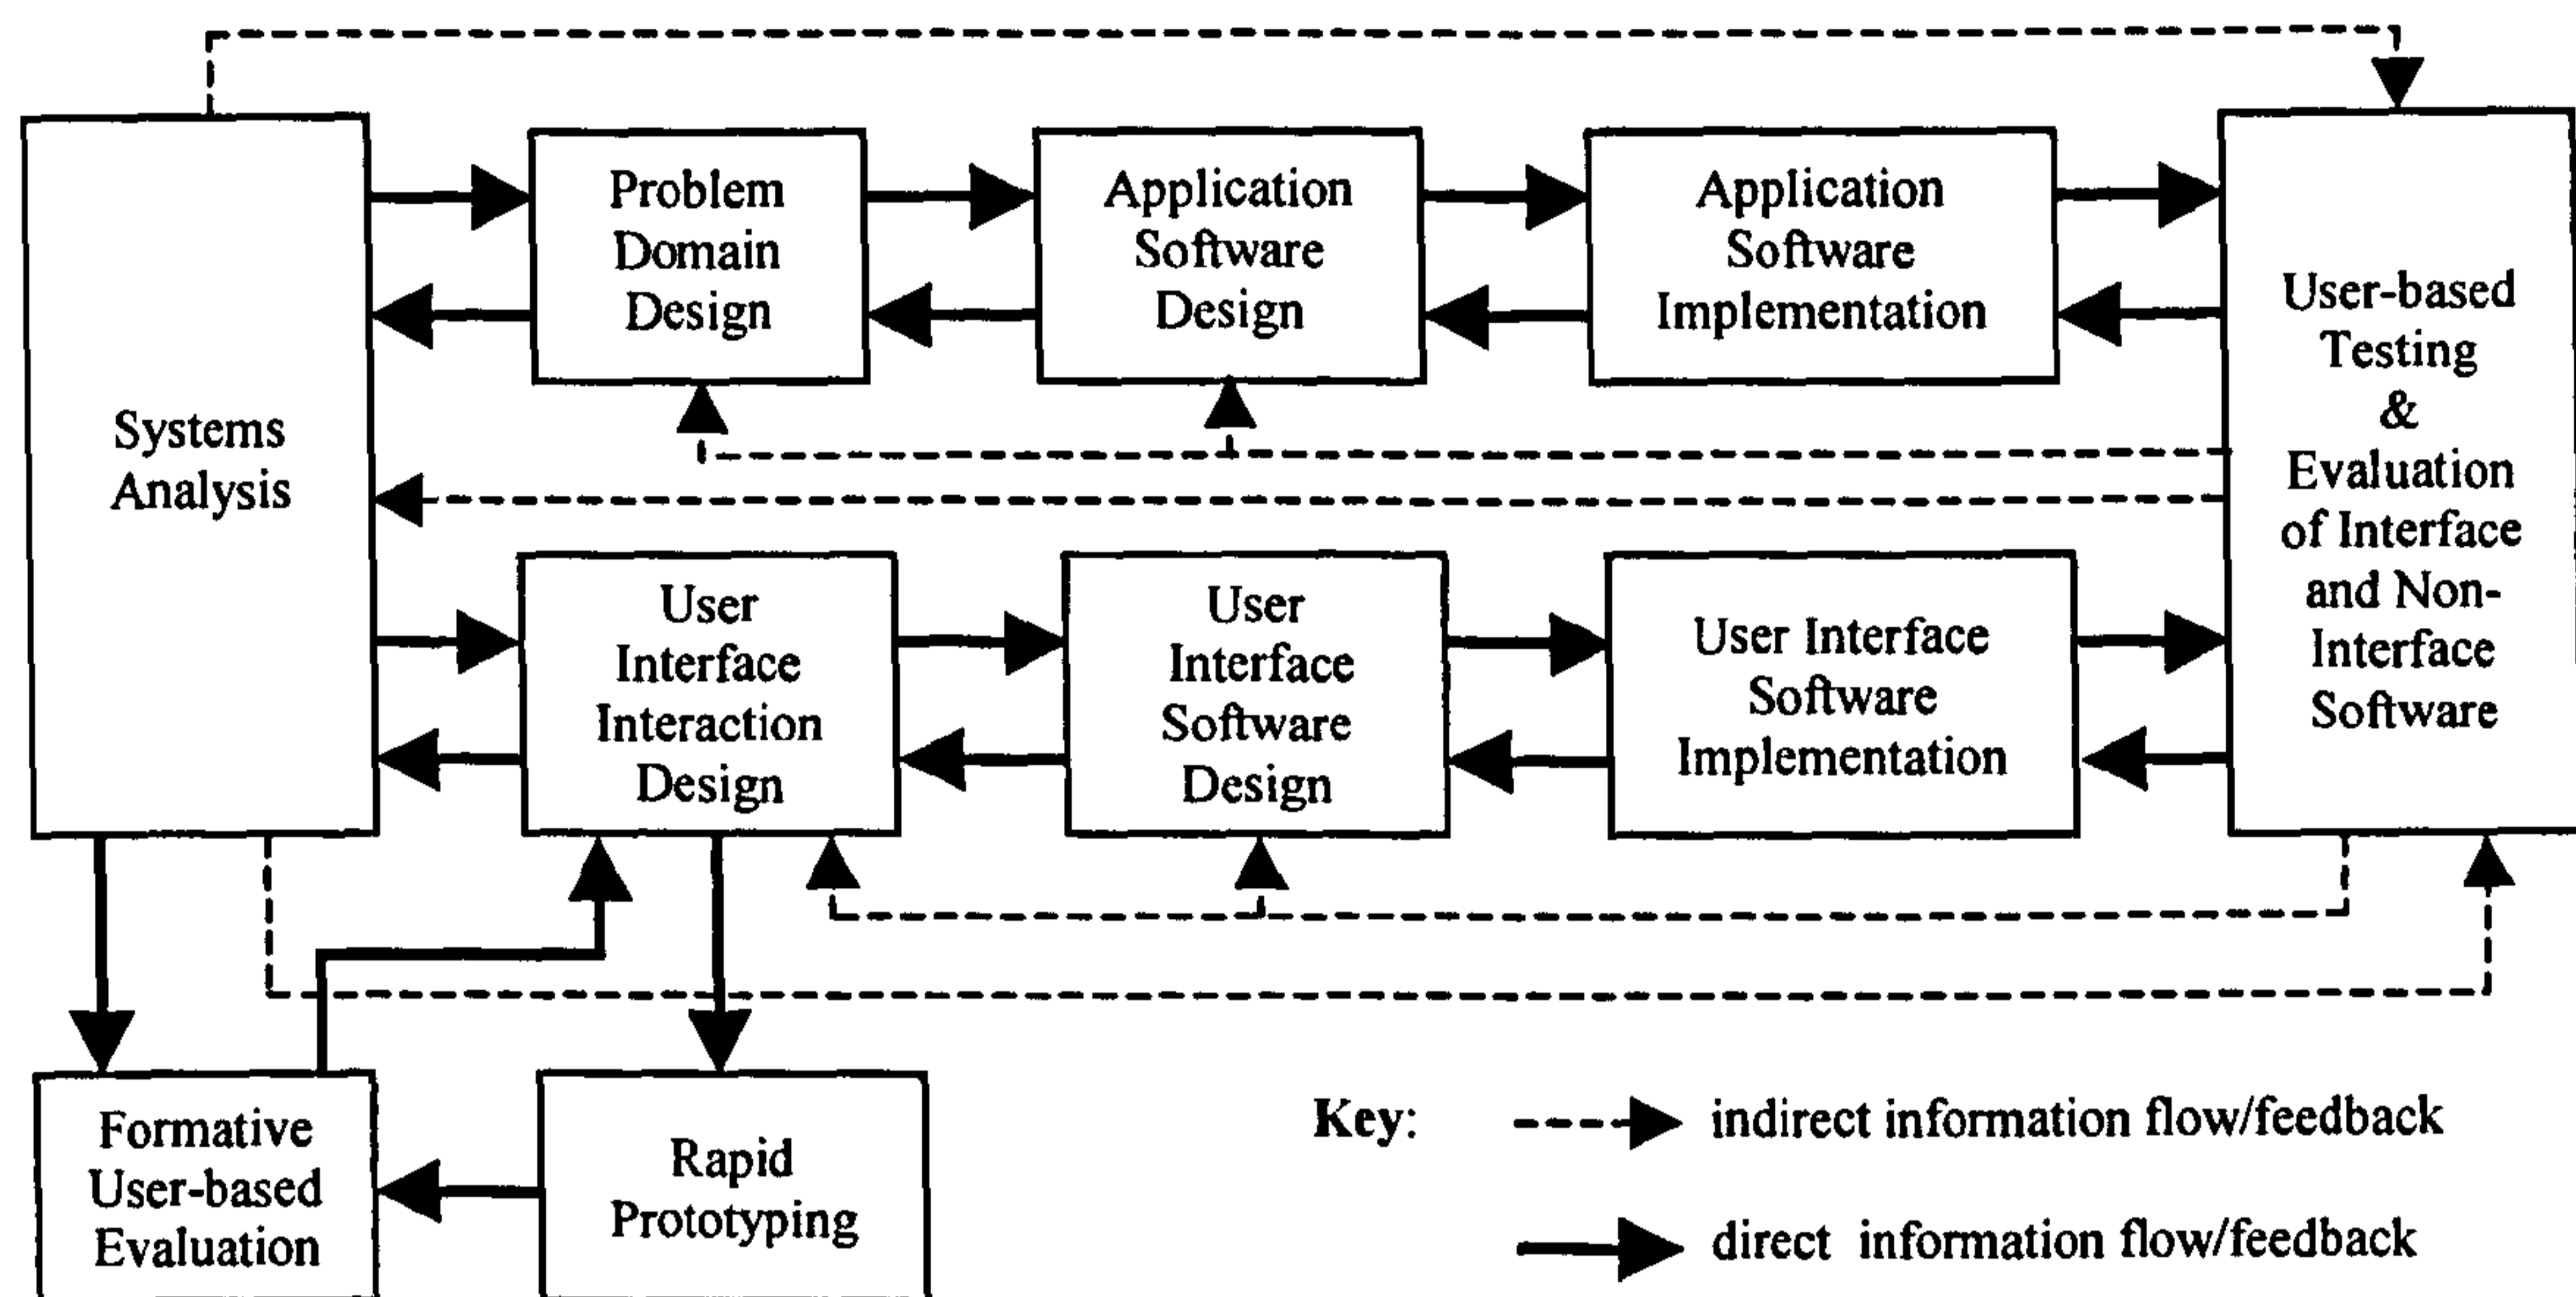 Systems
Analysis
Problem
Domain
Design
Application
Software
Design
Application
Software
Implementation
User-based
Testing
&
Evaluation
of Interface
and Non-
Interface
Software
User
Interface
Interaction
Design
User
Interface
Software
Design
User Interface
Software
Implementation
Formative
User-based
Evaluation
Rapid
Prototyping
Key:
indirect information flow/feedback
direct information flow/feedback